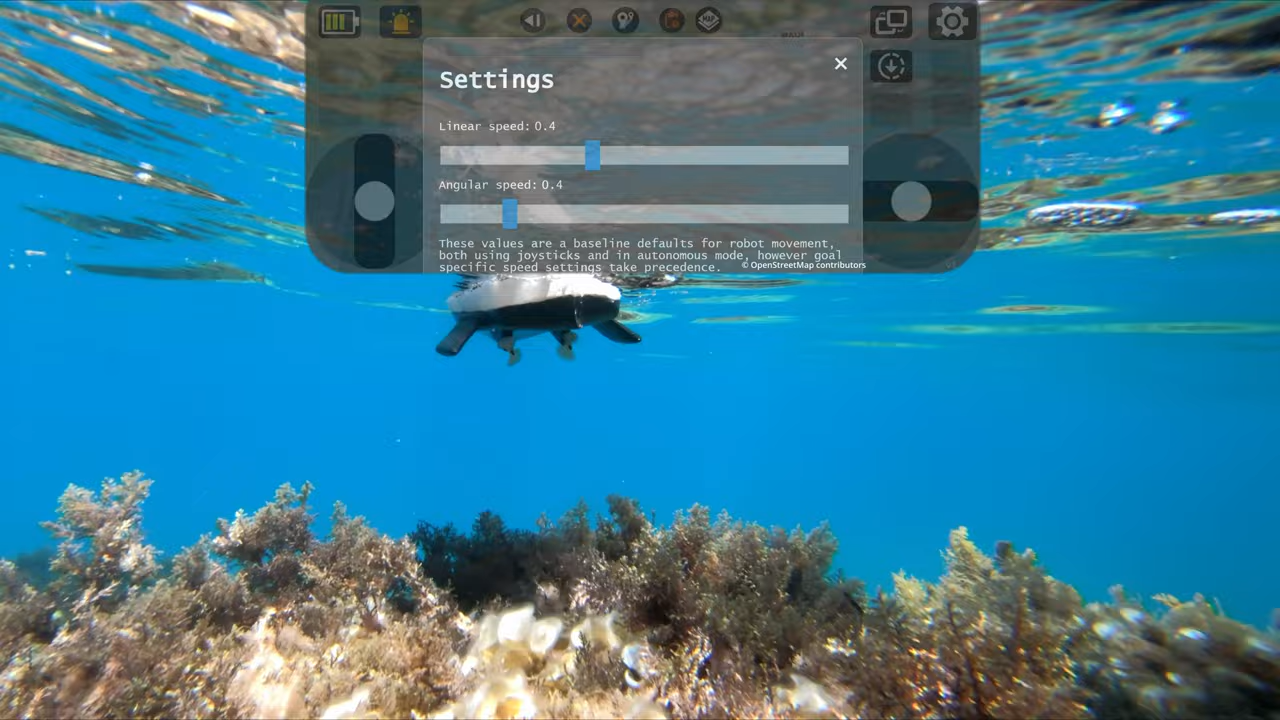 MAP
Settings
Linear speed: 0.4
Angular speed: 0.4
These values are a baseline defaults for robot movement,
both using joysticks and in autonomous mode, however goal
specific speed settings take precedence.
© OpenStreetMap contributors